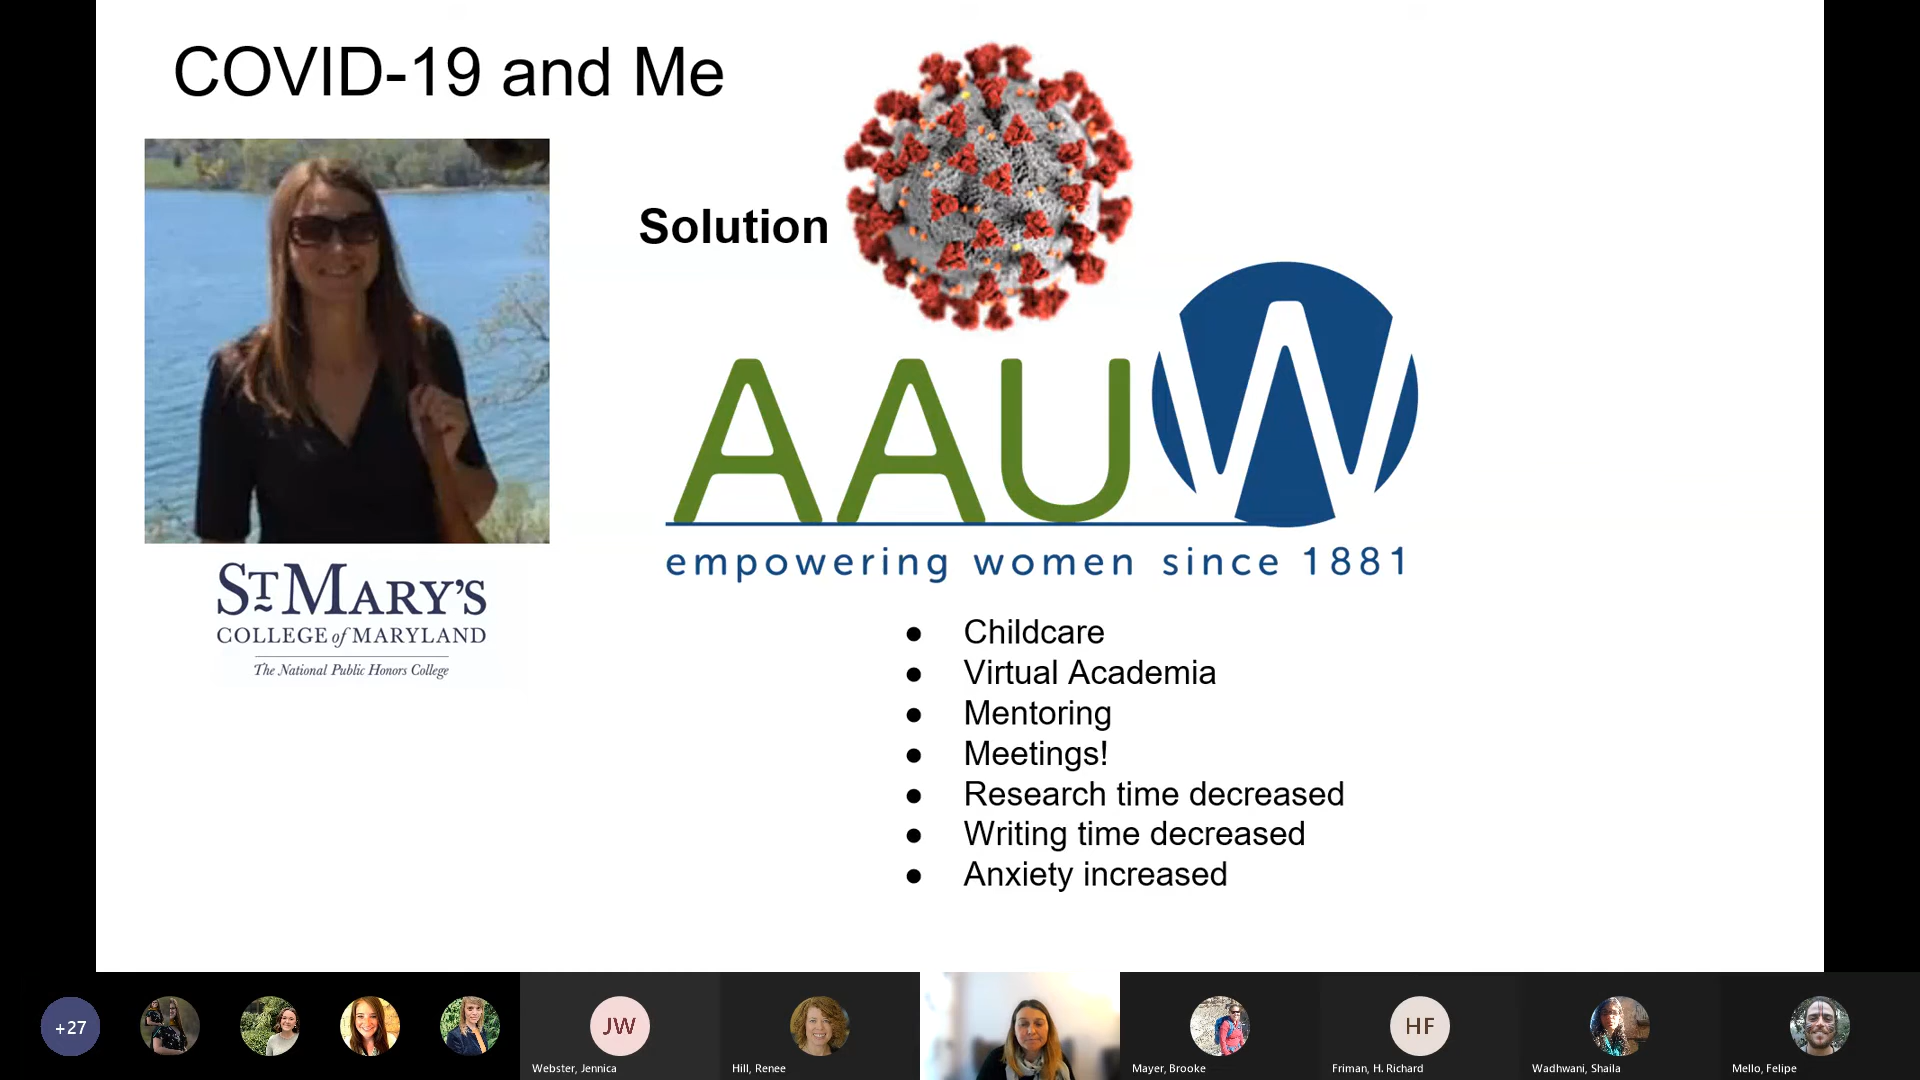 COVID-19 and Me
Solution
AAUW
empowering women since 1881
ST MARY'S
COLLEGE of MARYLAND
The National Public Honors College
● Childcare
● Virtual Academia
● Mentoring
● Meetings!
● Research time decreased
● Writing time decreased
● Anxiety increased
+27
JW
HF
Webster, Jennica
Hill, Renee
Mayer, Brooke
Friman, H. Richard
Wadhwani, Shaila
Mello, Felipe